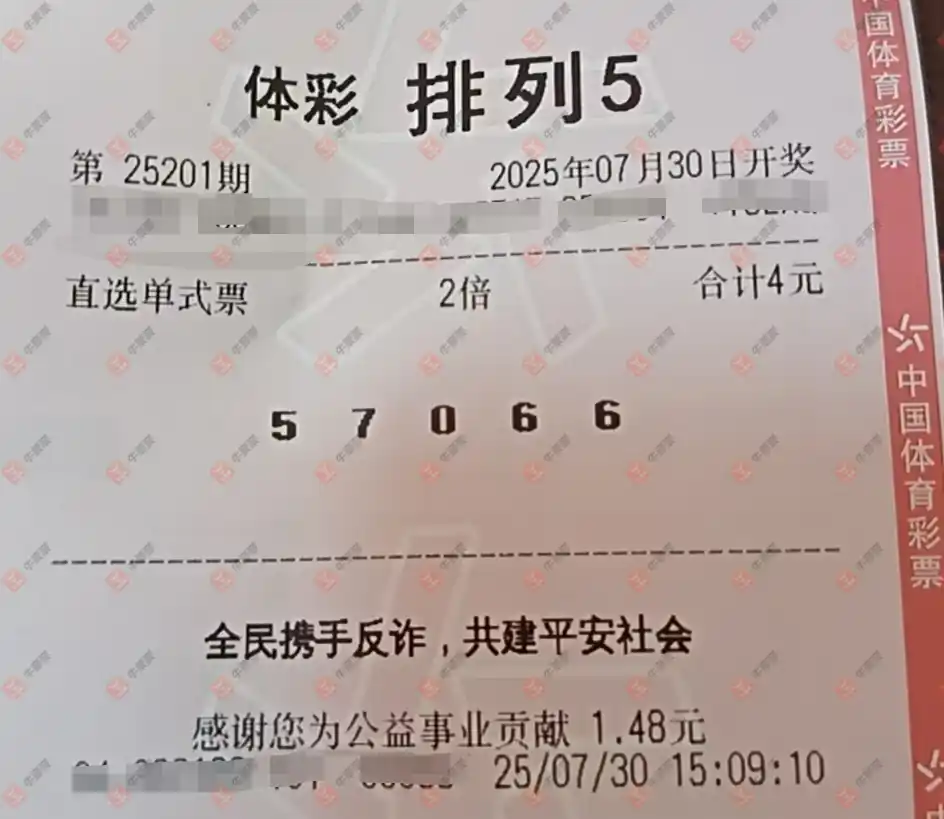 体彩 排列5
第 25201期 2025年07月30日开奖
直选单式票 2倍 合计4元
5 7 0 6 6
全民携手反诈，共建平安社会
感谢您为公益事业贡献 1.48元
25/07/30 15:09:10
中国体育彩票
中国体育彩票